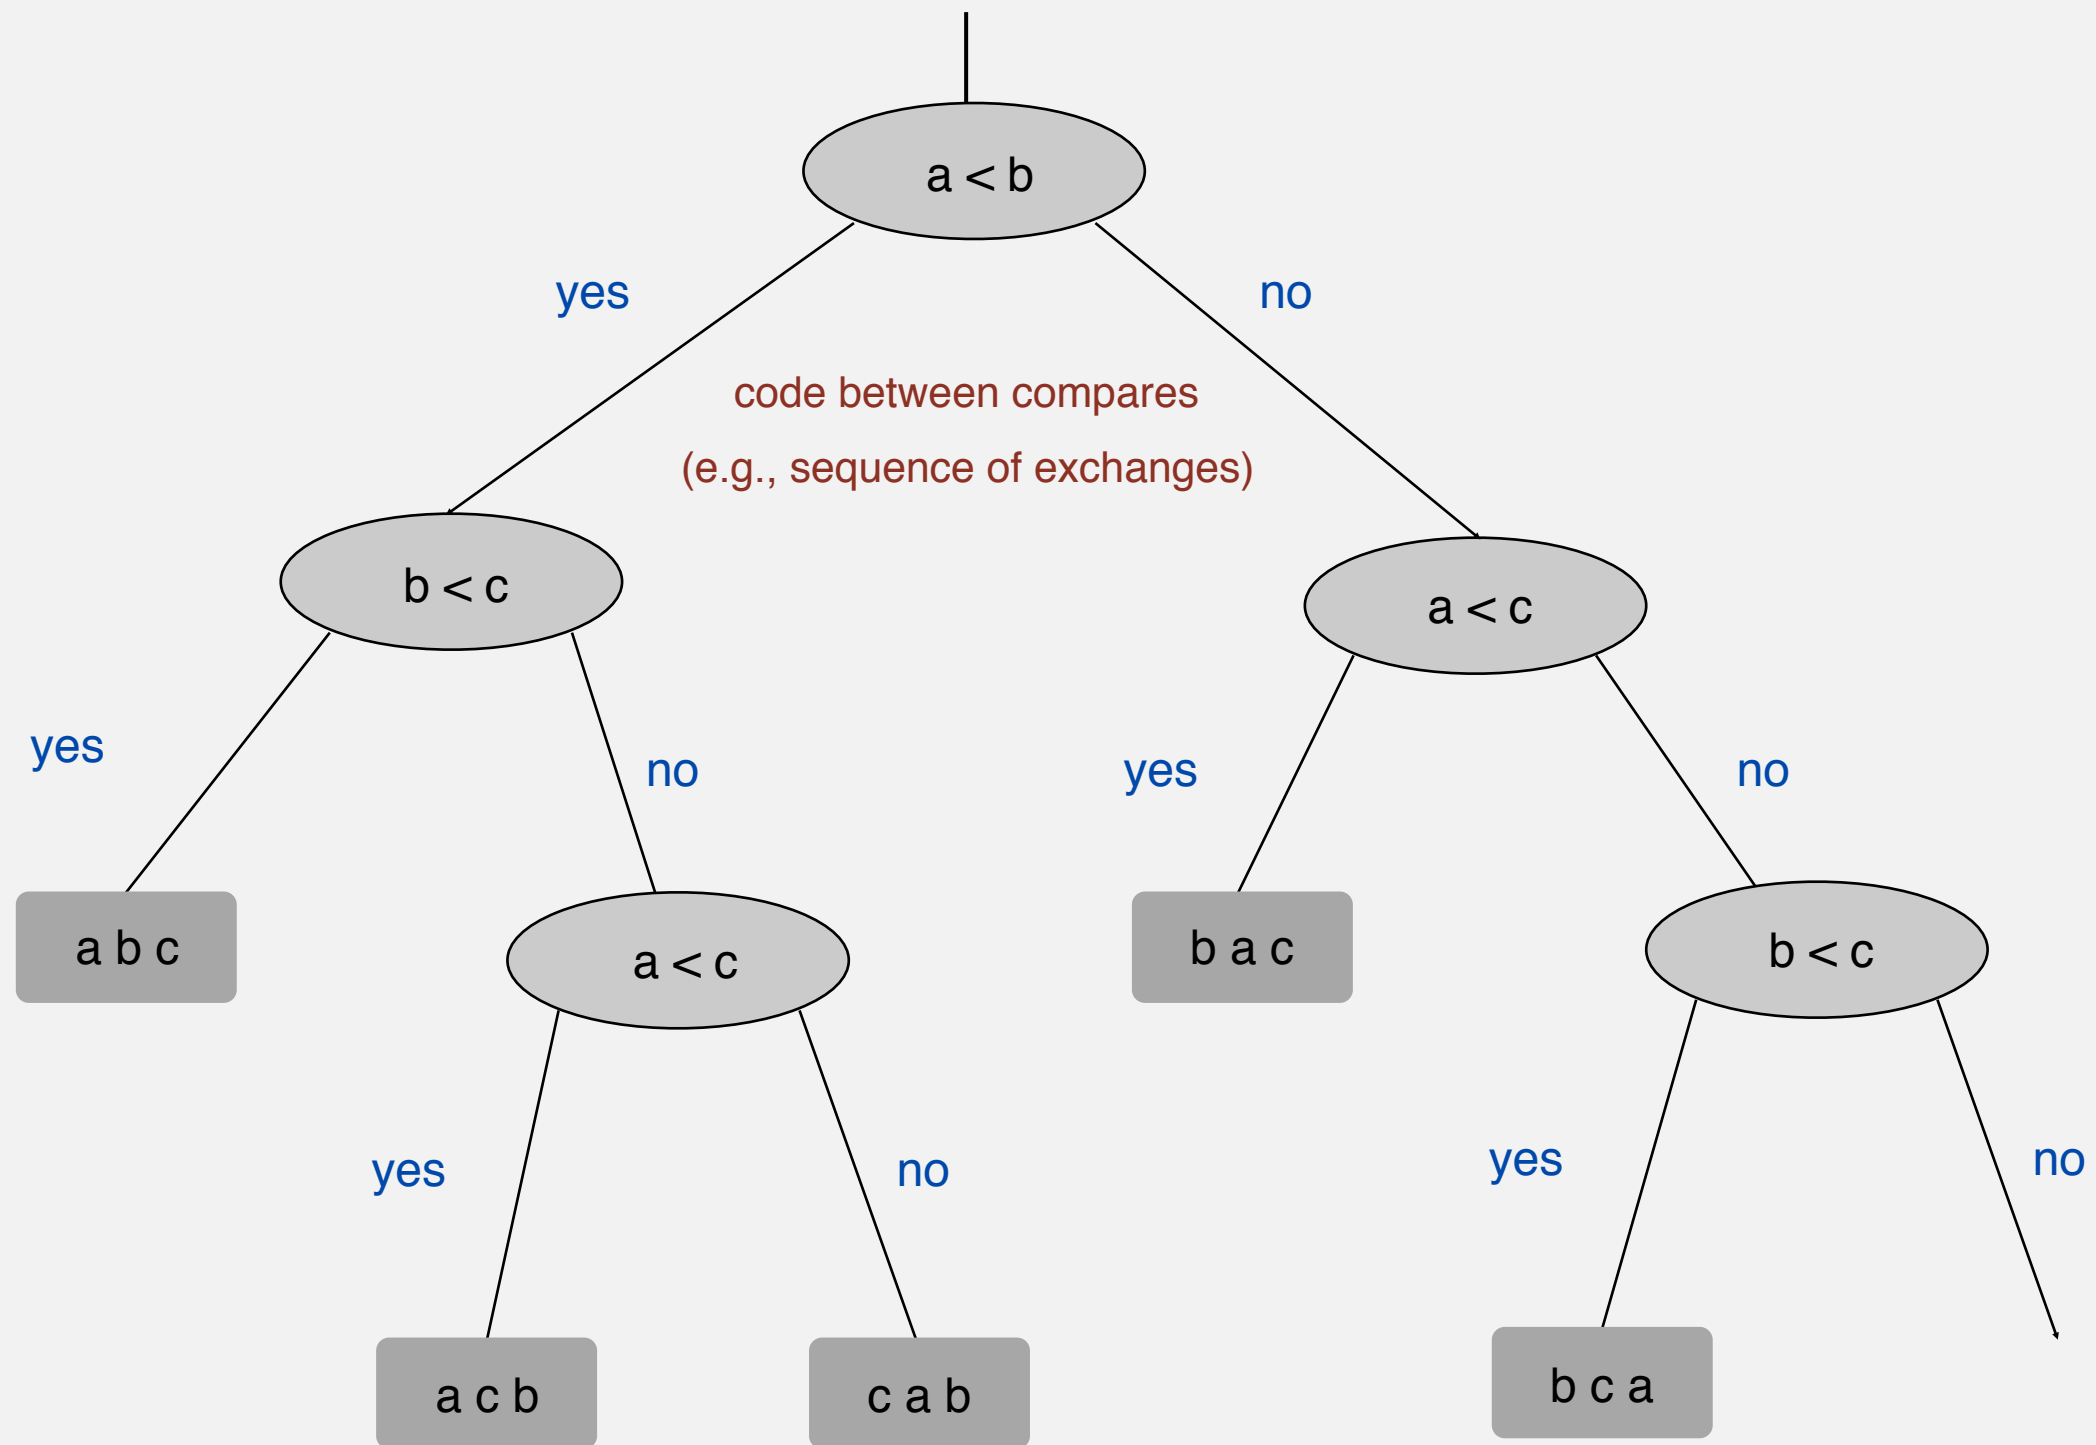 a < b
yes
no
code between compares
(e.g., sequence of exchanges)
b < c
a < c
yes
no
yes
no
a b c
a < c
b a c
b < c
yes
no
yes
no
a c b
c a b
b c a